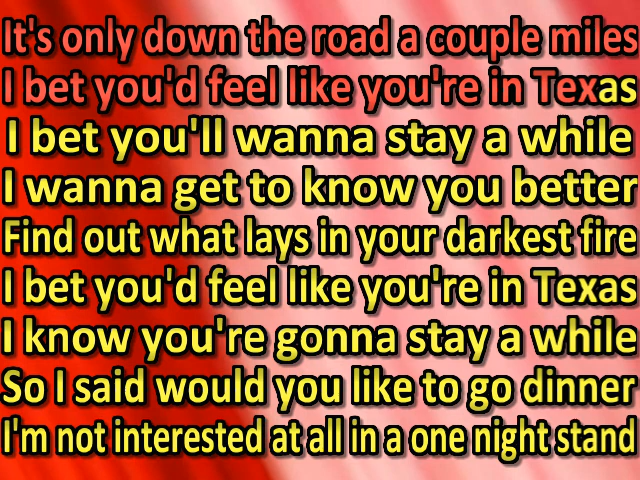 It's only down the road a couple miles
I bet you'd feel like you're in Texas
I bet you'll wanna stay a while
I wanna get to know you better
Find out what lays in your darkest fire
I bet you'd feel like you're in Texas
I know you're gonna stay a while
So I said would you like to go dinner
I'm not interested at all in a one night stand